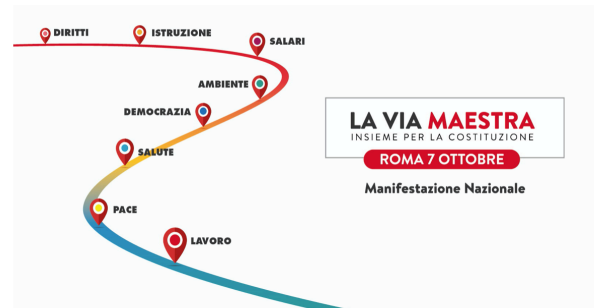 DIRITTI
ISTRUZIONE
SALARI
AMBIENTE
DEMOCRAZIA
SALUTE
PACE
LAVORO
LA VIA MAESTRA
INSIEME PER LA COSTITUZIONE
ROMA 7 OTTOBRE
Manifestazione Nazionale